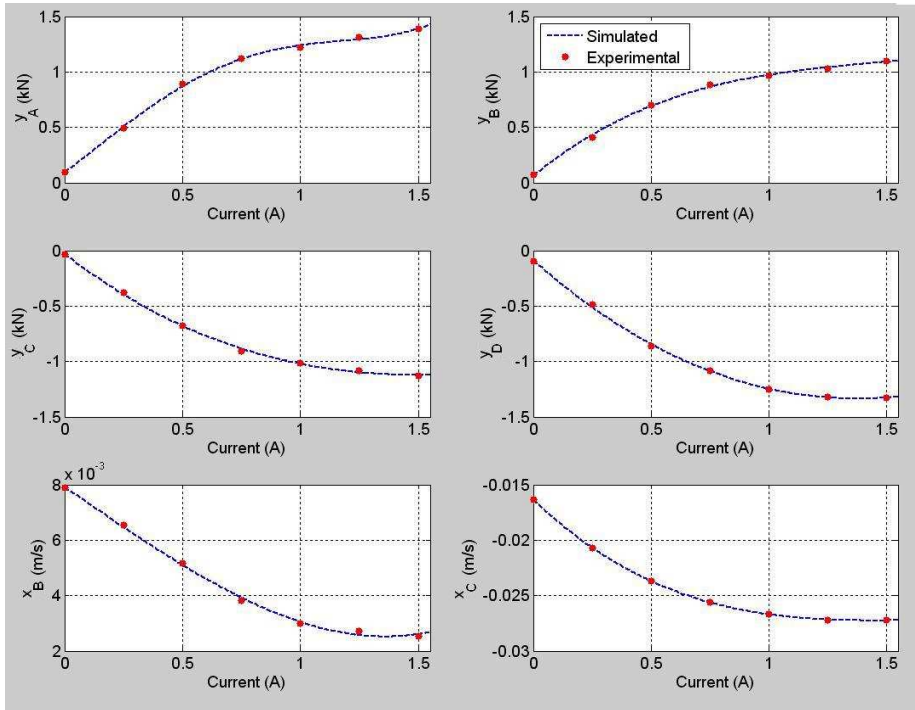 1.5
1
0.5
0
y_A (kN)
0 0.5 1 1.5
Current (A)
1.5
1
0.5
0
y_B (kN)
Simulated
Experimental
0 0.5 1 1.5
Current (A)
0
-0.5
-1
-1.5
y_C (kN)
0 0.5 1 1.5
Current (A)
0
-0.5
-1
-1.5
y_D (kN)
0 0.5 1 1.5
Current (A)
x 10^-3
8
6
4
2
x_B (m/s)
0 0.5 1 1.5
Current (A)
-0.015
-0.02
-0.025
-0.03
x_C (m/s)
0 0.5 1 1.5
Current (A)